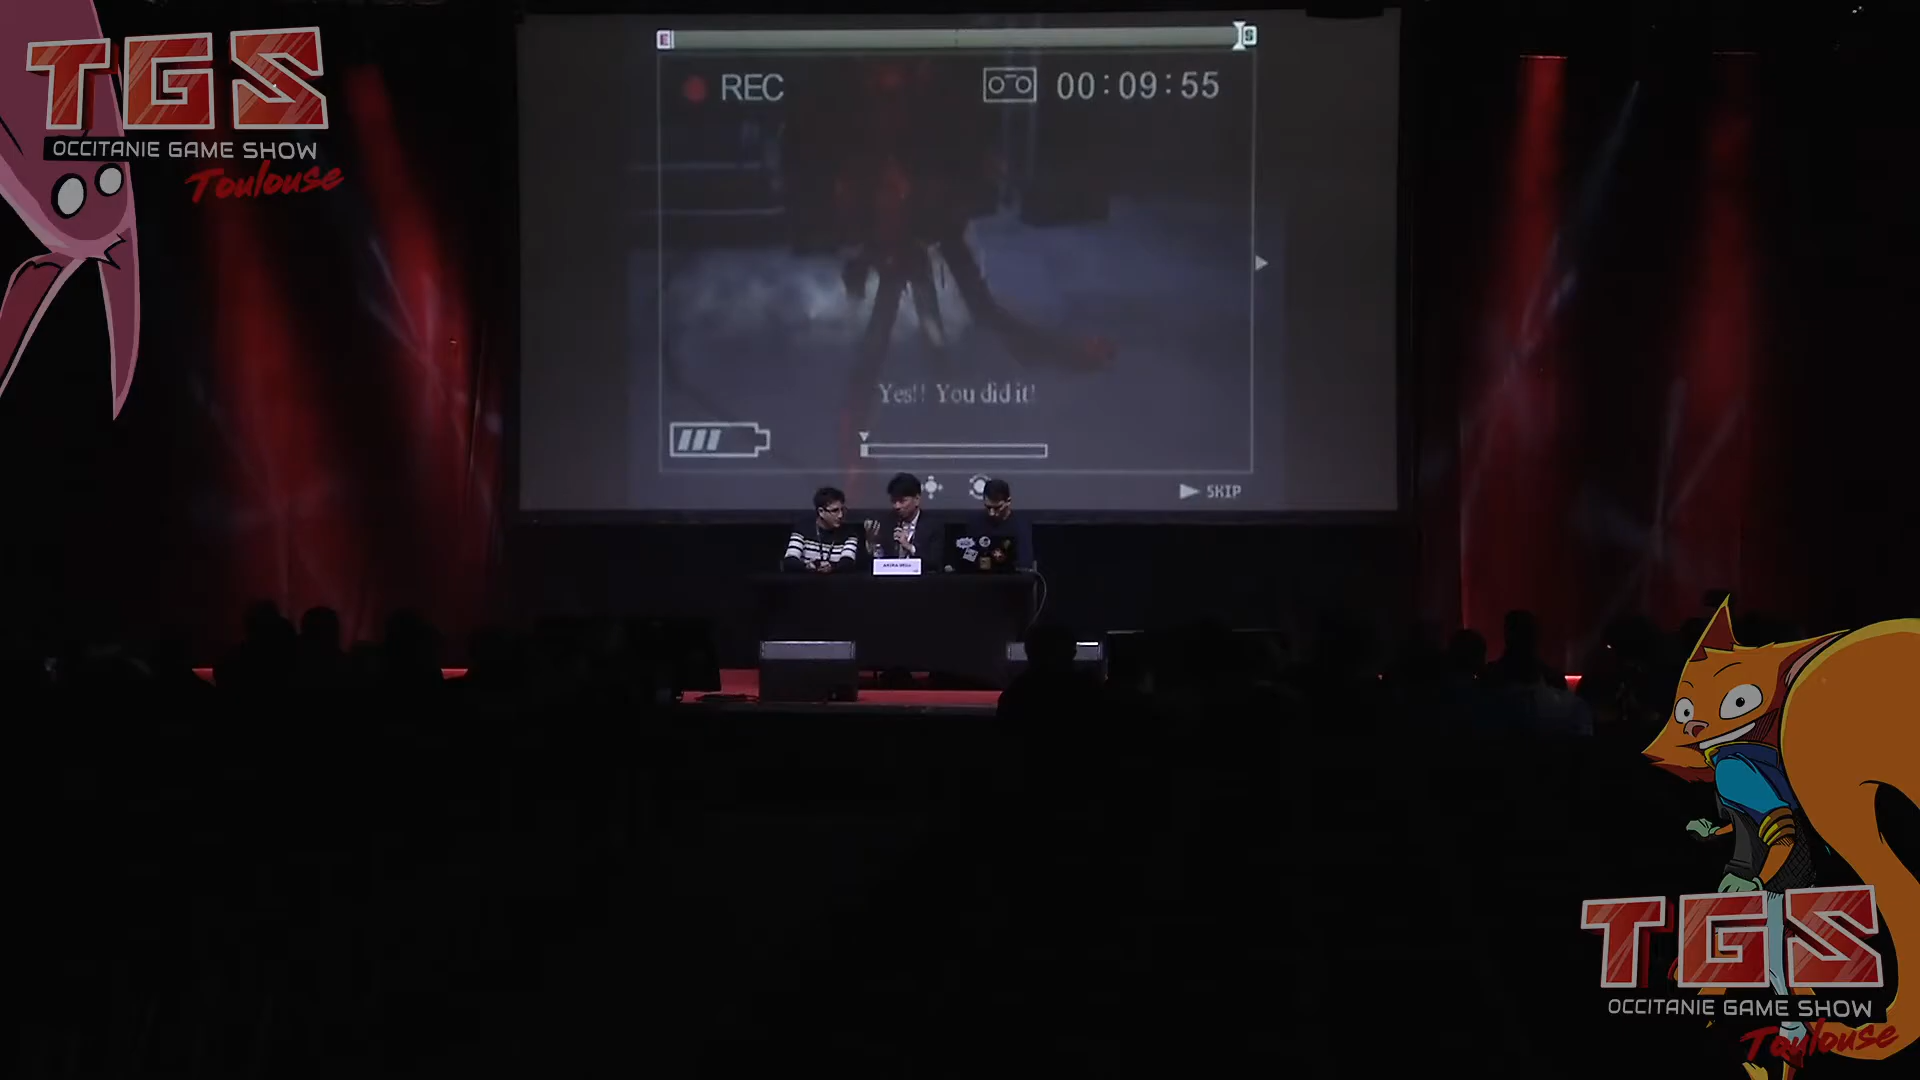 TGS
OCCITANIE GAME SHOW
Toulouse
E
S
REC
00:09:55
Yes!! You did it!
SKIP
TGS
OCCITANIE GAME SHOW
Toulouse